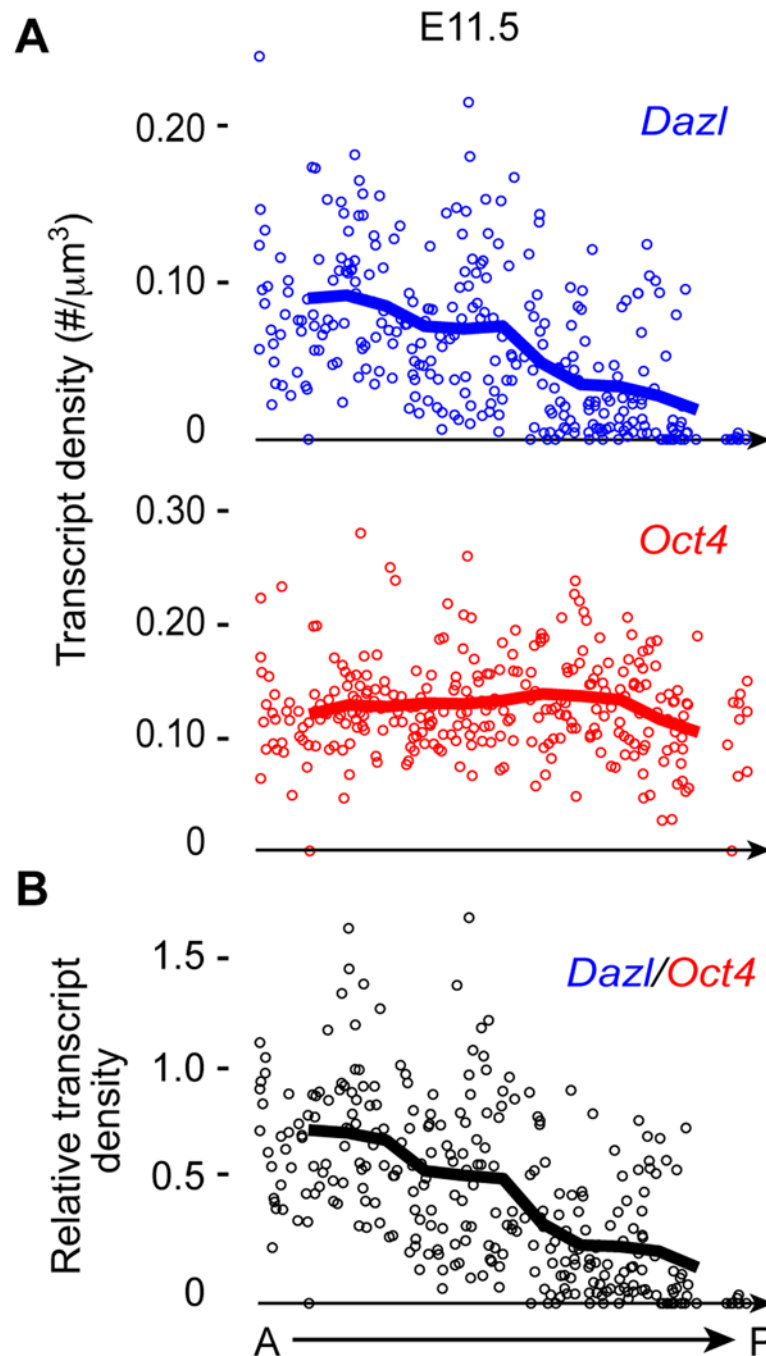 A
E11.5
Dazl
0.20
0.10
0
Transcript density (#/μm³)
Oct4
0.30
0.20
0.10
0
B
Dazl/Oct4
1.5
1.0
0.5
0
Relative transcript
density
A
P